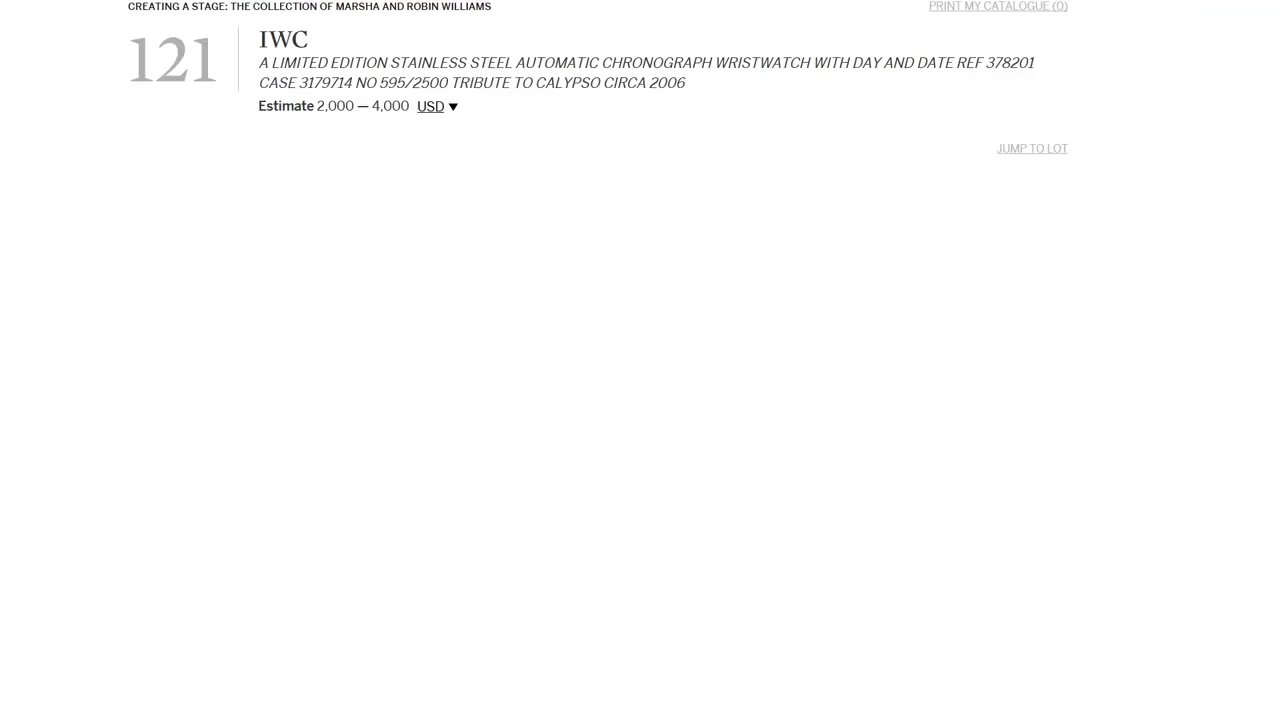 CREATING A STAGE: THE COLLECTION OF MARSHA AND ROBIN WILLIAMS
PRINT MY CATALOGUE (0)
121
IWC
A LIMITED EDITION STAINLESS STEEL AUTOMATIC CHRONOGRAPH WRISTWATCH WITH DAY AND DATE REF 378201
CASE 3179714 NO 595/2500 TRIBUTE TO CALYPSO CIRCA 2006
Estimate 2,000 — 4,000 USD ▼
JUMP TO LOT